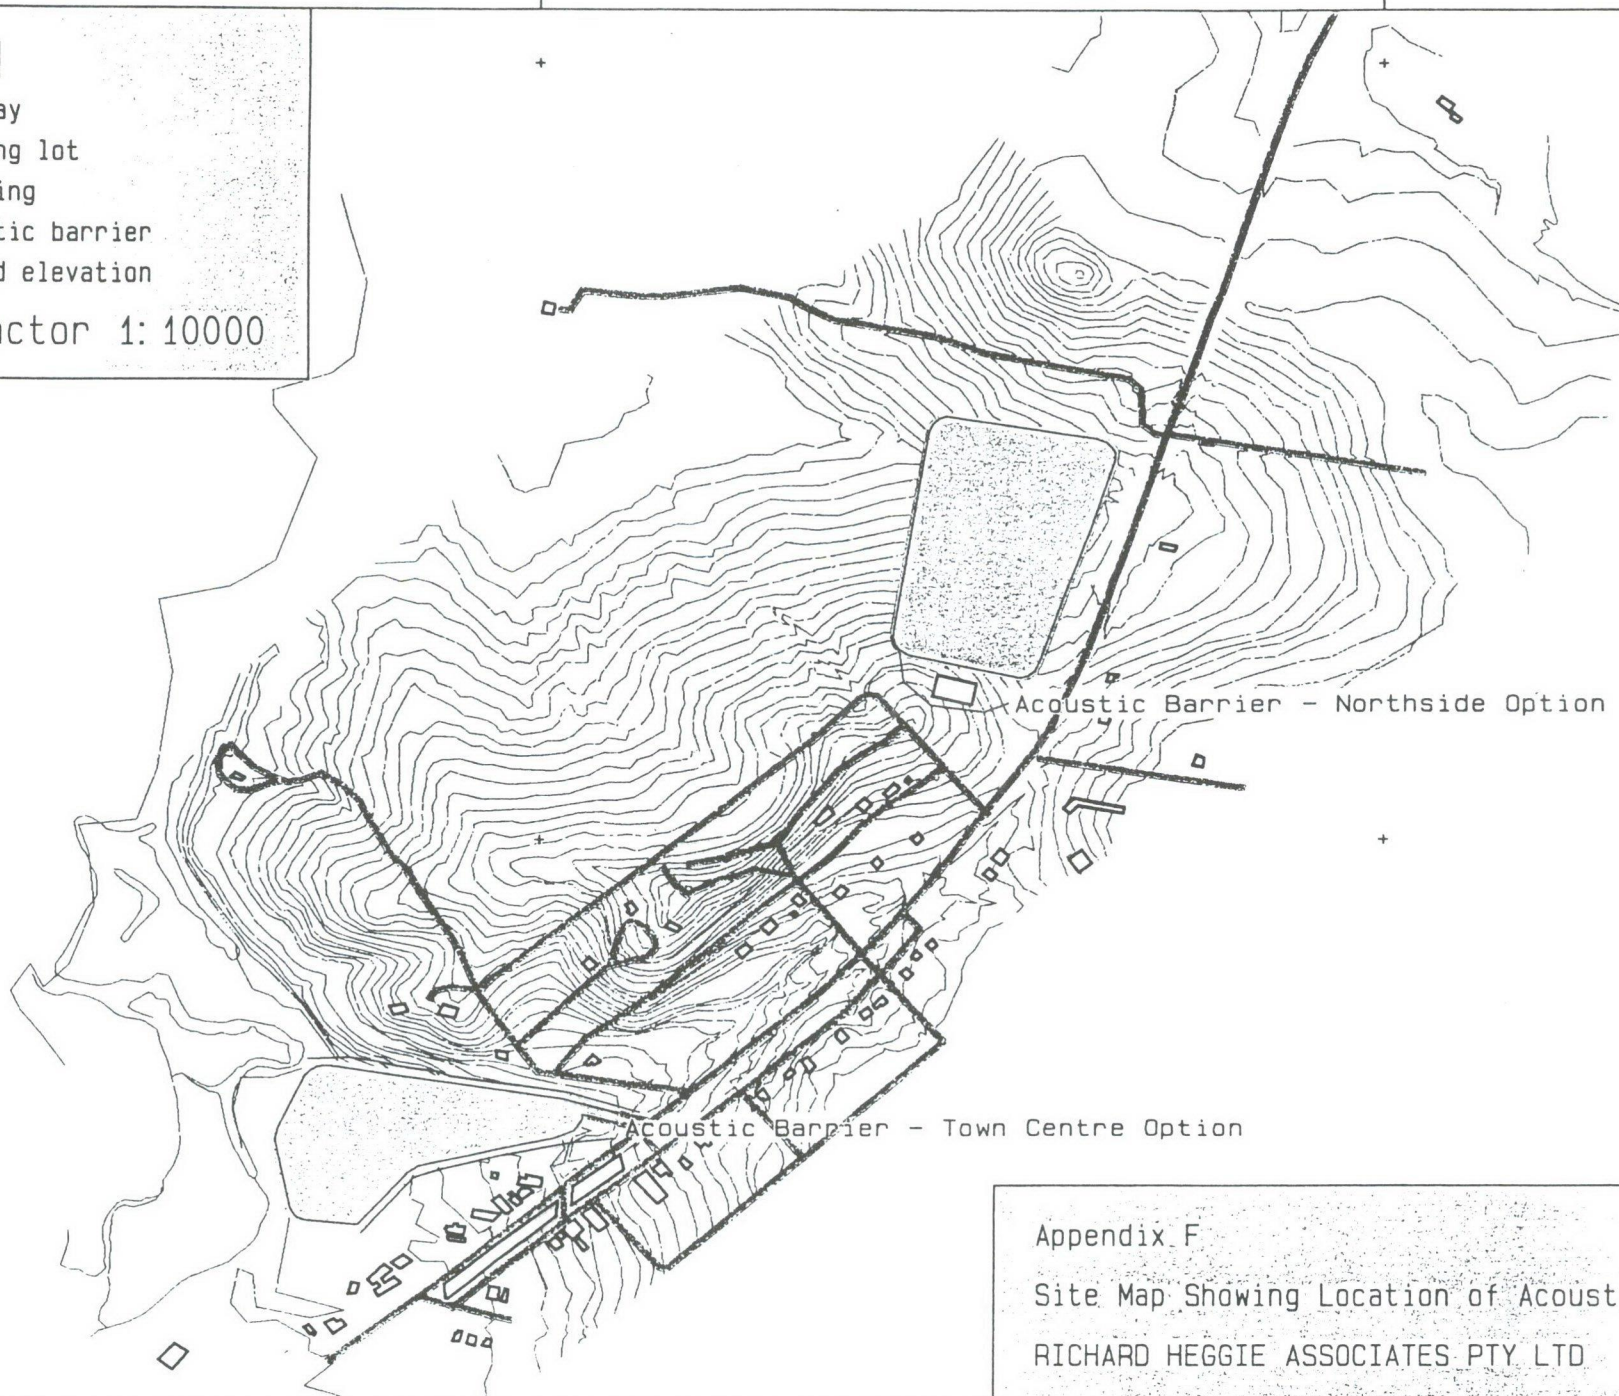 ay
ng lot
ing
tic barrier
d elevation
actor 1:10000
Acoustic Barrier - Northside Option
Acoustic Barrier - Town Centre Option
Appendix F
Site Map Showing Location of Acoust
RICHARD HEGGIE ASSOCIATES PTY LTD